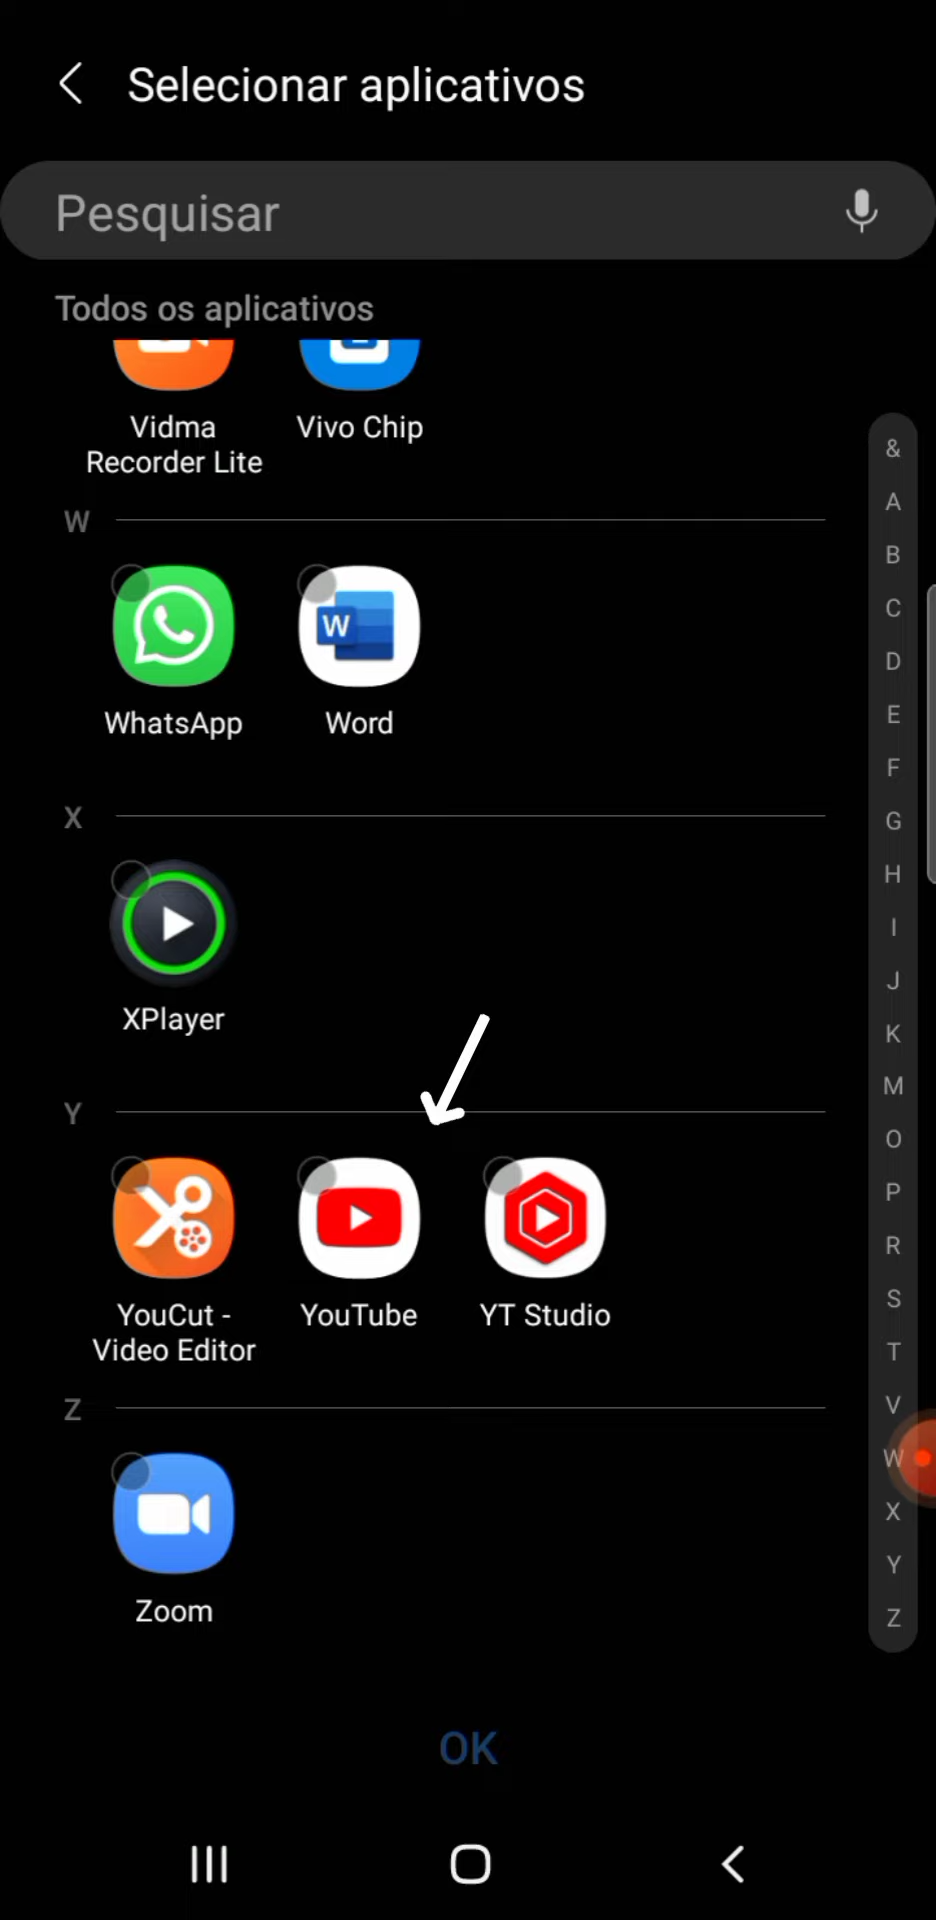 Selecionar aplicativos
Pesquisar
Todos os aplicativos
Vidma
Recorder Lite
Vivo Chip
W
W
WhatsApp
Word
X
XPlayer
Y
YouCut -
Video Editor
YouTube
YT Studio
Z
Zoom
&
A
B
C
D
E
F
G
H
I
J
K
M
O
P
R
S
T
V
W
X
Y
Z
OK